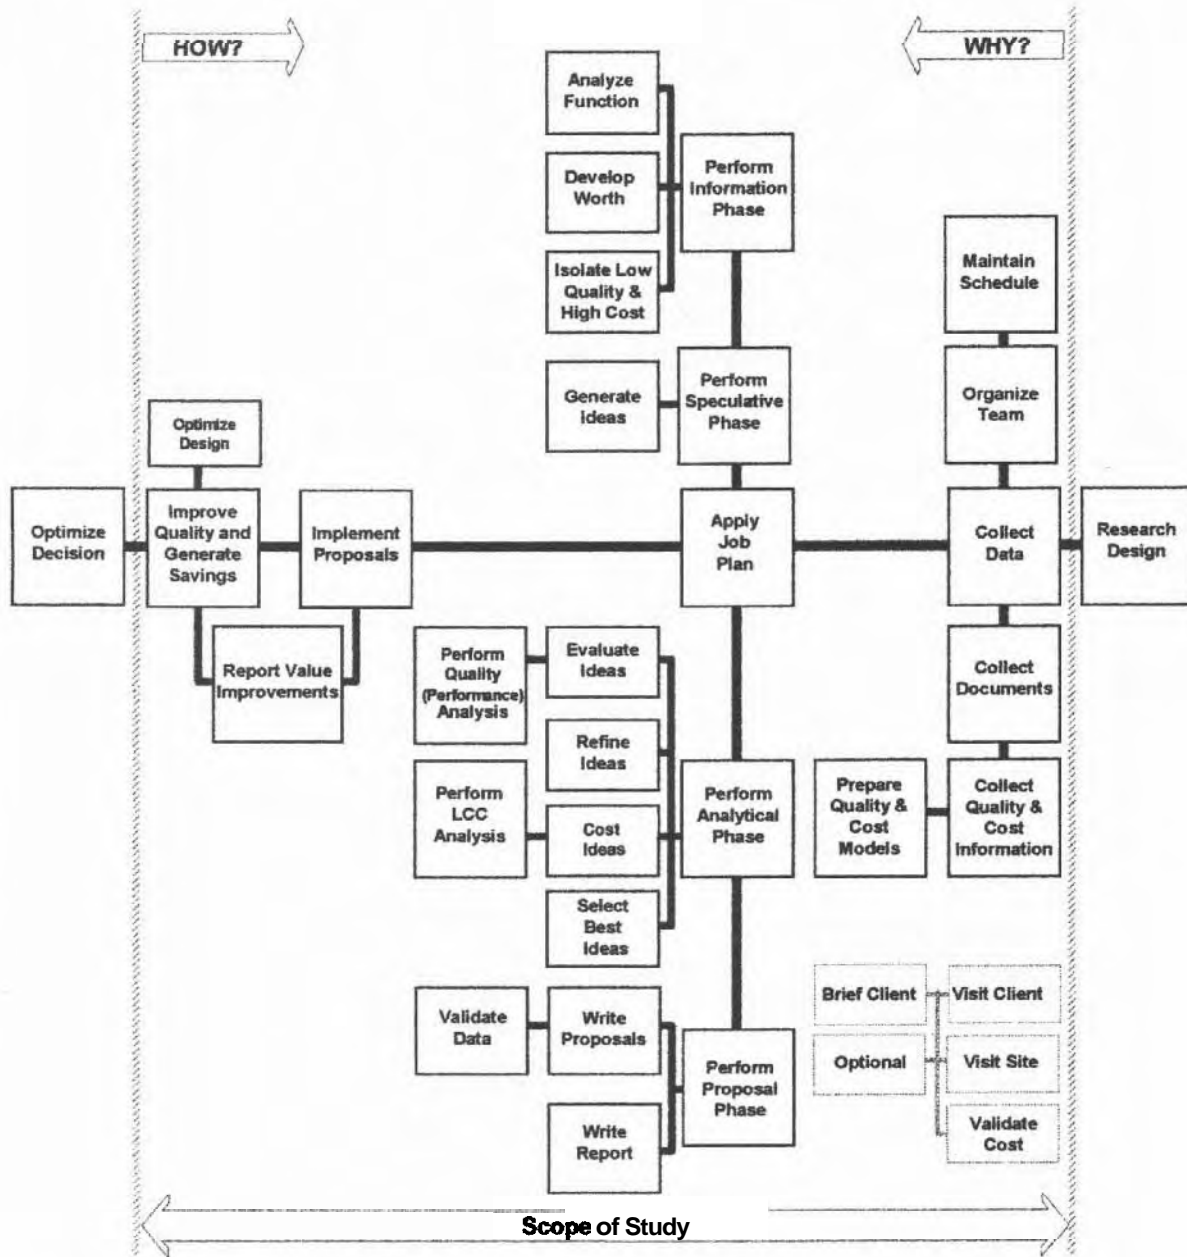 HOW?
WHY?
Analyze
Function
Develop
Worth
Isolate Low
Quality &
High Cost
Perform
Information
Phase
Generate
Ideas
Perform
Speculative
Phase
Maintain
Schedule
Organize
Team
Optimize
Design
Optimize
Decision
Improve
Quality and
Generate
Savings
Implement
Proposals
Apply
Job
Plan
Collect
Data
Research
Design
Report Value
Improvements
Perform
Quality
(Performance)
Analysis
Evaluate
Ideas
Refine
Ideas
Perform
LCC
Analysis
Cost
Ideas
Select
Best
Ideas
Perform
Analytical
Phase
Collect
Documents
Prepare
Quality &
Cost
Models
Collect
Quality &
Cost
Information
Validate
Data
Write
Proposals
Write
Report
Perform
Proposal
Phase
Brief Client
Visit Client
Optional
Visit Site
Validate
Cost
Scope of Study